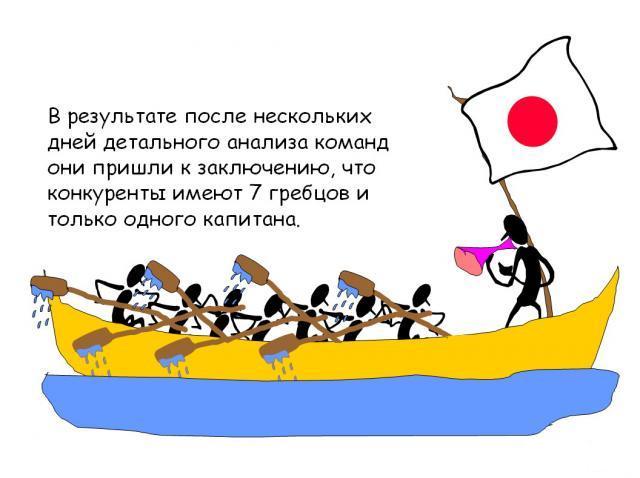 В результате после нескольких
дней детального анализа команд
они пришли к заключению, что
конкуренты имеют 7 гребцов и
только одного капитана.